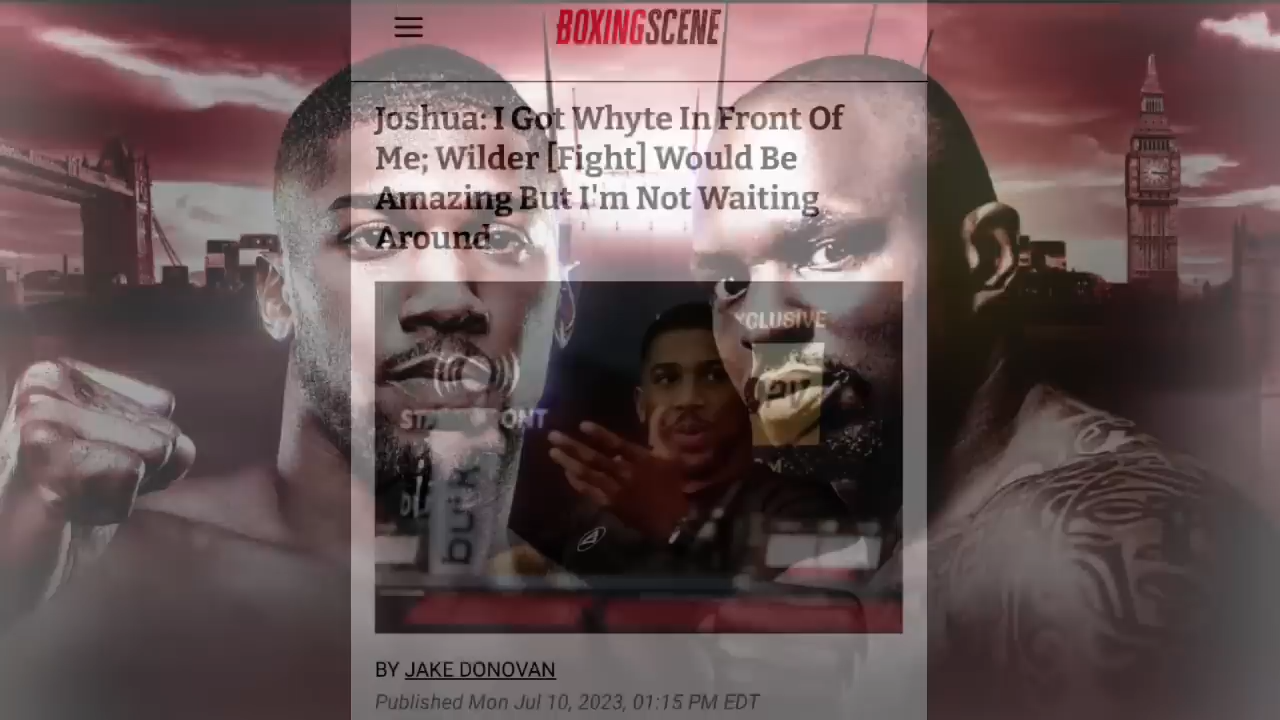 BOXINGSCENE
Joshua: I Got Whyte In Front Of
Me; Wilder [Fight] Would Be
Amazing But I'm Not Waiting
Around
BY JAKE DONOVAN
Published Mon Jul 10, 2023, 01:15 PM EDT